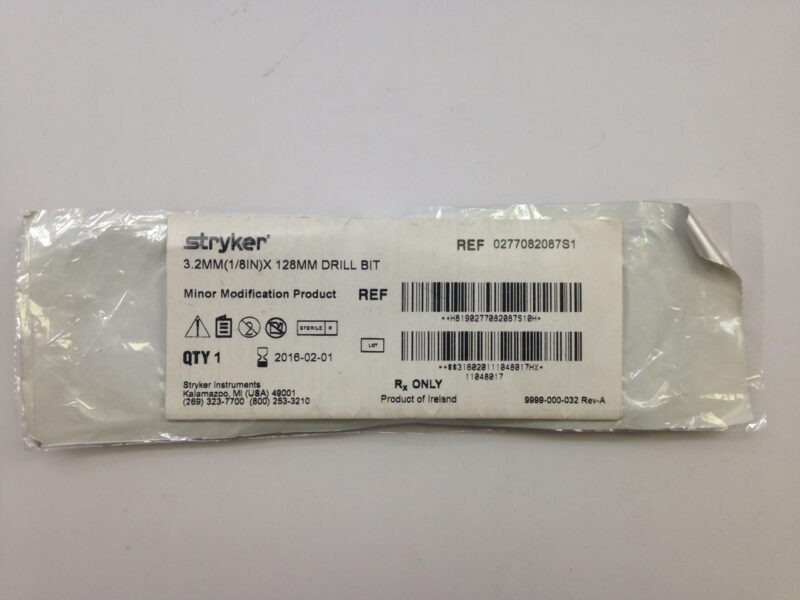 stryker®
REF 0277082087S1
3.2MM(1/8IN)X 128MM DRILL BIT
Minor Modification Product
REF
**H8190277082087S10H*
STERILE R
LOT
QTY 1
2016-02-01
**$$316020111048017HX*
11048017
Stryker Instruments
Kalamazoo, MI (USA) 49001
(269) 323-7700 (800) 253-3210
Rx ONLY
Product of Ireland
9999-000-032 Rev-A